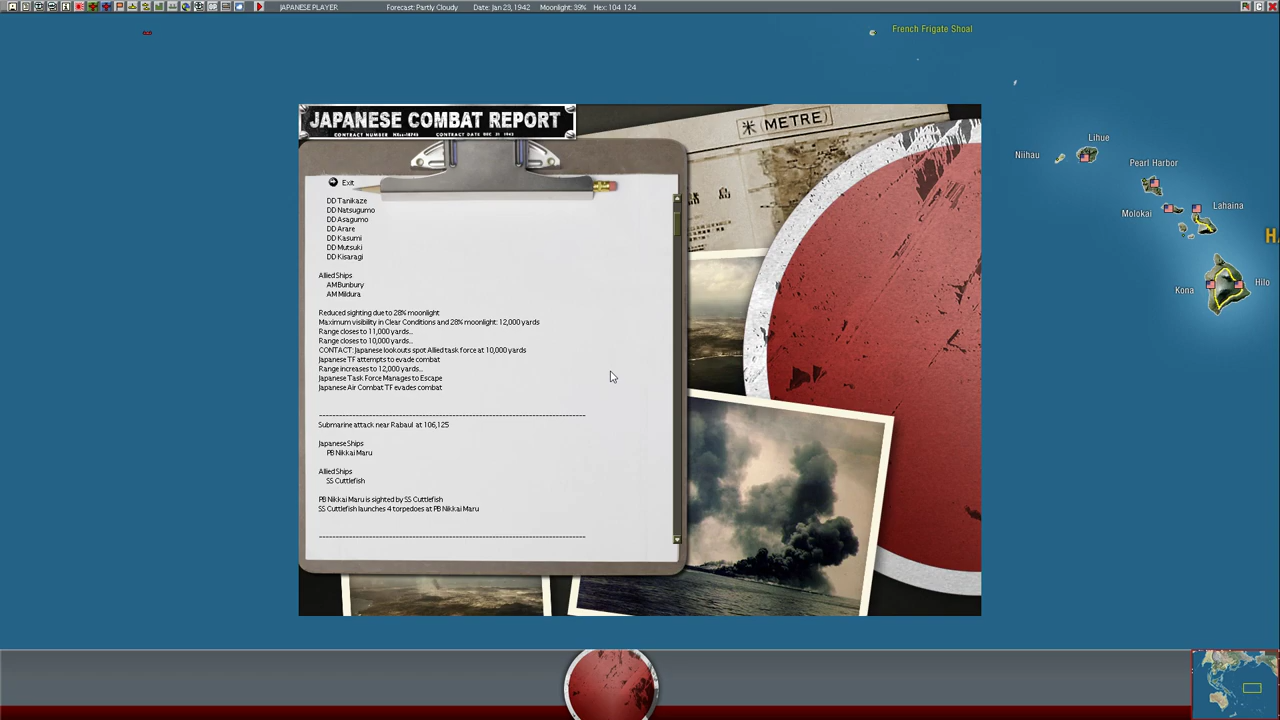 JAPANESE PLAYER
Forecast: Partly Cloudy
Date: Jan 23, 1942
Moonlight: 39%
Hex: 104 124
French Frigate Shoal
Lihue
Niihau
Pearl Harbor
Molokai
Lahaina
Kona
Hilo
JAPANESE COMBAT REPORT
METRE
Exit
DD Tanikaze
DD Natsugumo
DD Asagumo
DD Arare
DD Kasumi
DD Mutsuki
DD Kisaragi
Allied Ships
AM Bunbury
AM Mildura
Reduced sighting due to 28% moonlight
Maximum visibility in Clear Conditions and 28% moonlight: 12,000 yards
Range closes to 11,000 yards...
Range closes to 10,000 yards...
CONTACT: Japanese lookouts spot Allied task force at 10,000 yards
Japanese TF attempts to evade combat
Range increases to 12,000 yards...
Japanese Task Force Manages to Escape
Japanese Air Combat TF evades combat
--------------------------------------------------------------------------------
Submarine attack near Rabaul at 106,125
Japanese Ships
PB Nikkai Maru
Allied Ships
SS Cuttlefish
PB Nikkai Maru is sighted by SS Cuttlefish
SS Cuttlefish launches 4 torpedoes at PB Nikkai Maru
--------------------------------------------------------------------------------